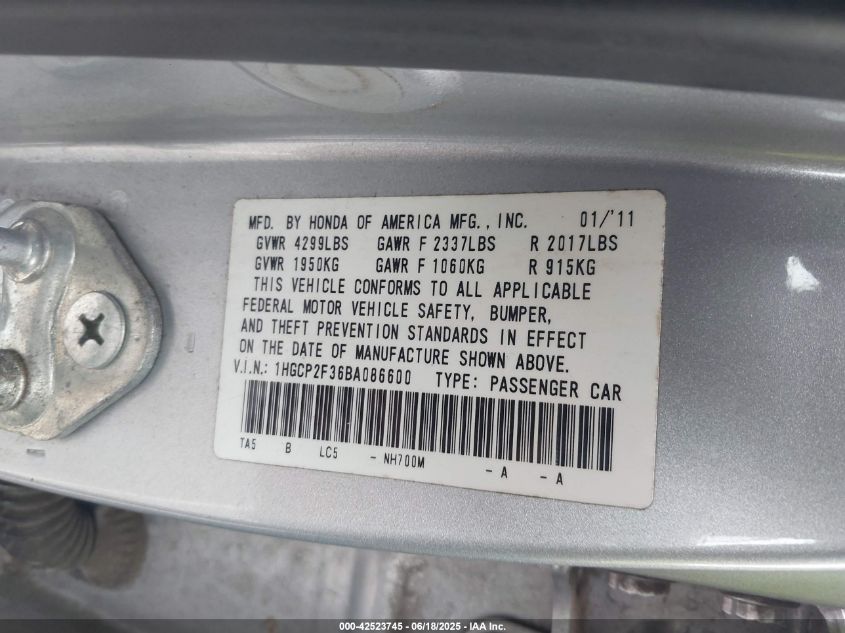 MFD. BY HONDA OF AMERICA MFG., INC. 01/'11
GVWR 4299LBS GAWR F 2337LBS R 2017LBS
GVWR 1950KG GAWR F 1060KG R 915KG
THIS VEHICLE CONFORMS TO ALL APPLICABLE
FEDERAL MOTOR VEHICLE SAFETY, BUMPER,
AND THEFT PREVENTION STANDARDS IN EFFECT
ON THE DATE OF MANUFACTURE SHOWN ABOVE.
V.I.N.: 1HGCP2F36BA086600 TYPE: PASSENGER CAR
TA5 B LC5 - NH700M - A - A
000-42523745 - 06/18/2025 - IAA Inc.